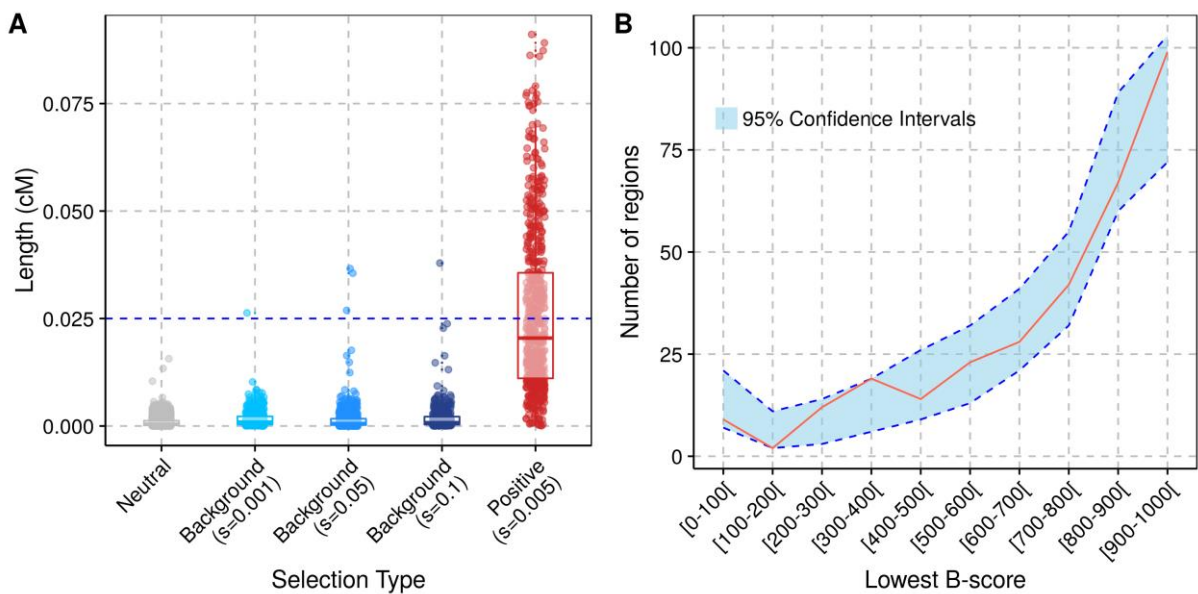 A
Length (cM)
0.075
0.050
0.025
0.000
Neutral
Background
(s=0.001)
Background
(s=0.05)
Background
(s=0.1)
Positive
(s=0.005)
Selection Type
B
Number of regions
100
75
50
25
0
95% Confidence Intervals
[0-100[
[100-200[
[200-300[
[300-400[
[400-500[
[500-600[
[600-700[
[700-800[
[800-900[
[900-1000[
Lowest B-score